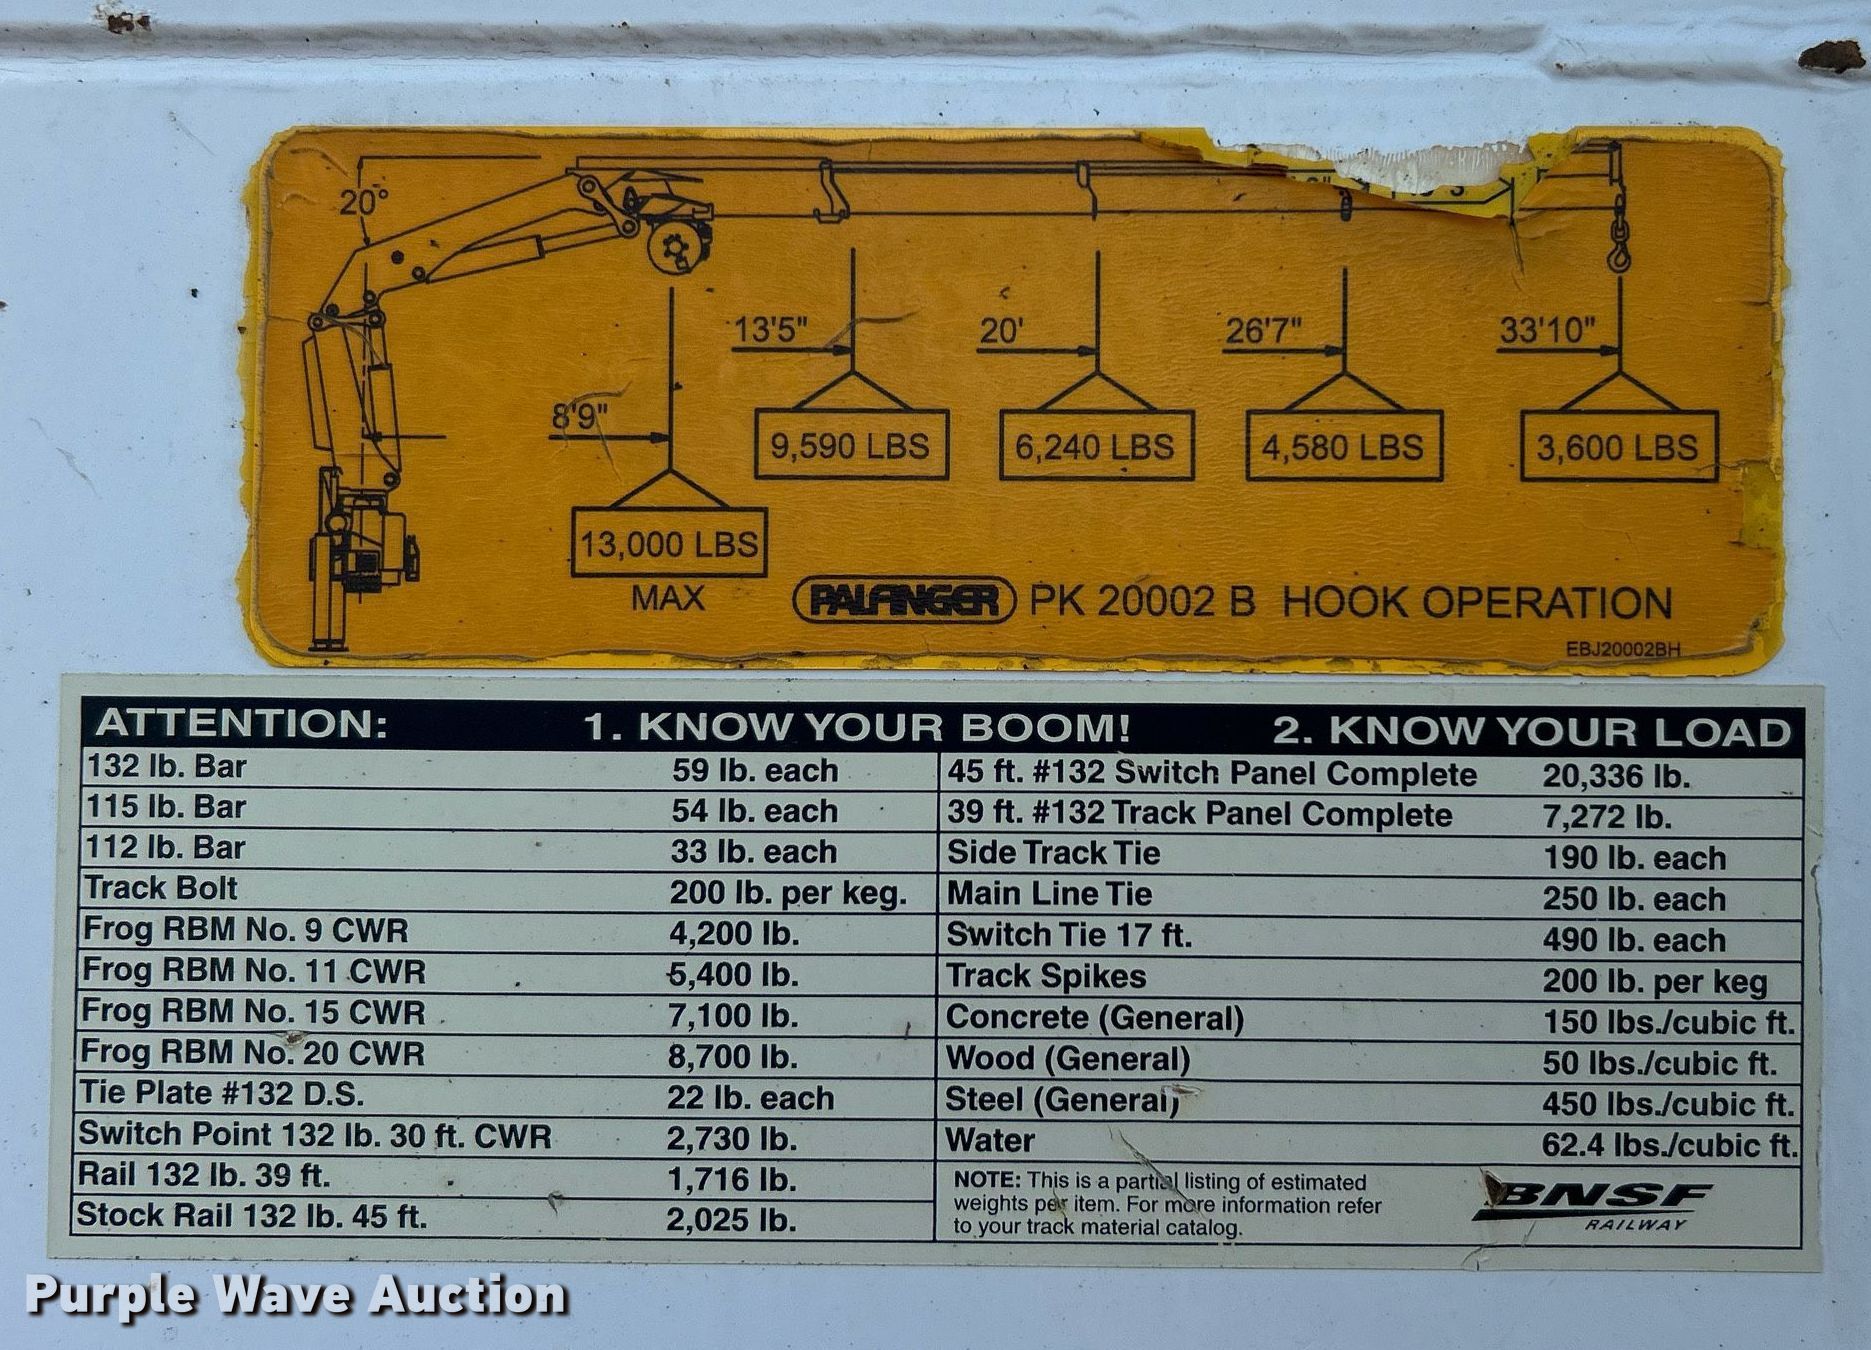 20°
13'5"
20'
26'7"
33'10"
8'9"
9,590 LBS
6,240 LBS
4,580 LBS
3,600 LBS
13,000 LBS
MAX
PALFINGER PK 20002 B HOOK OPERATION
EBJ20002BH
ATTENTION: 1. KNOW YOUR BOOM! 2. KNOW YOUR LOAD
132 lb. Bar 59 lb. each
115 lb. Bar 54 lb. each
112 lb. Bar 33 lb. each
Track Bolt 200 lb. per keg.
Frog RBM No. 9 CWR 4,200 lb.
Frog RBM No. 11 CWR 5,400 lb.
Frog RBM No. 15 CWR 7,100 lb.
Frog RBM No. 20 CWR 8,700 lb.
Tie Plate #132 D.S. 22 lb. each
Switch Point 132 lb. 30 ft. CWR 2,730 lb.
Rail 132 lb. 39 ft. 1,716 lb.
Stock Rail 132 lb. 45 ft. 2,025 lb.
45 ft. #132 Switch Panel Complete 20,336 lb.
39 ft. #132 Track Panel Complete 7,272 lb.
Side Track Tie 190 lb. each
Main Line Tie 250 lb. each
Switch Tie 17 ft. 490 lb. each
Track Spikes 200 lb. per keg
Concrete (General) 150 lbs./cubic ft.
Wood (General) 50 lbs./cubic ft.
Steel (General) 450 lbs./cubic ft.
Water 62.4 lbs./cubic ft.
NOTE: This is a partial listing of estimated
weights per item. For more information refer
to your track material catalog.
BNSF
RAILWAY
Purple Wave Auction